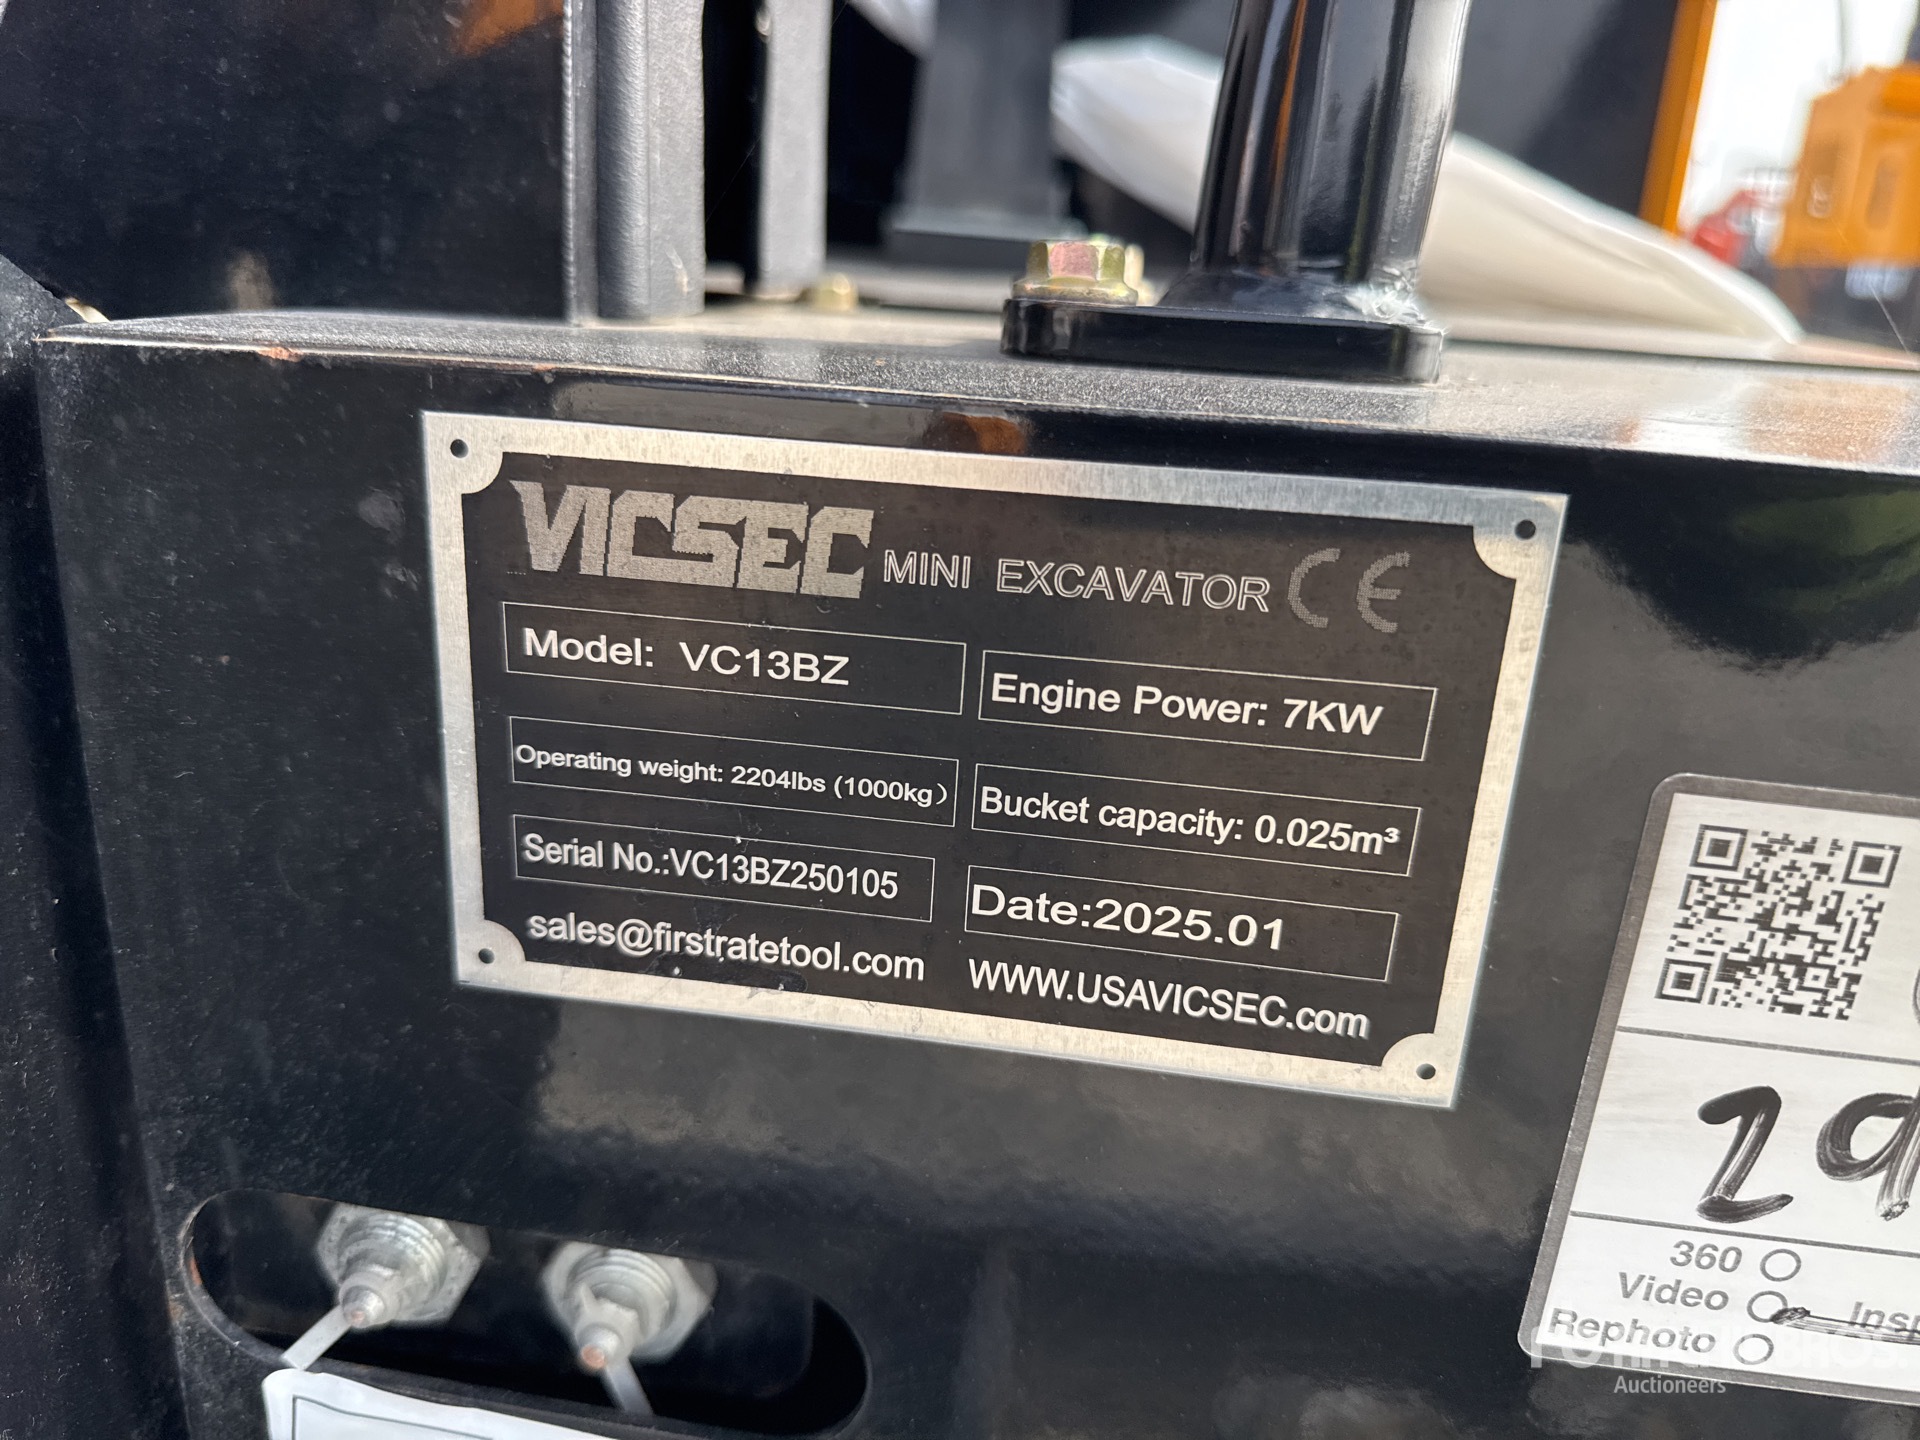 VICSEC MINI EXCAVATOR CE
Model: VC13BZ
Engine Power: 7KW
Operating weight: 2204lbs (1000kg)
Bucket capacity: 0.025m³
Serial No.:VC13BZ250105
Date:2025.01
sales@firstratetool.com
WWW.USAVICSEC.com
29
360
Video
Rephoto
Auctioneers